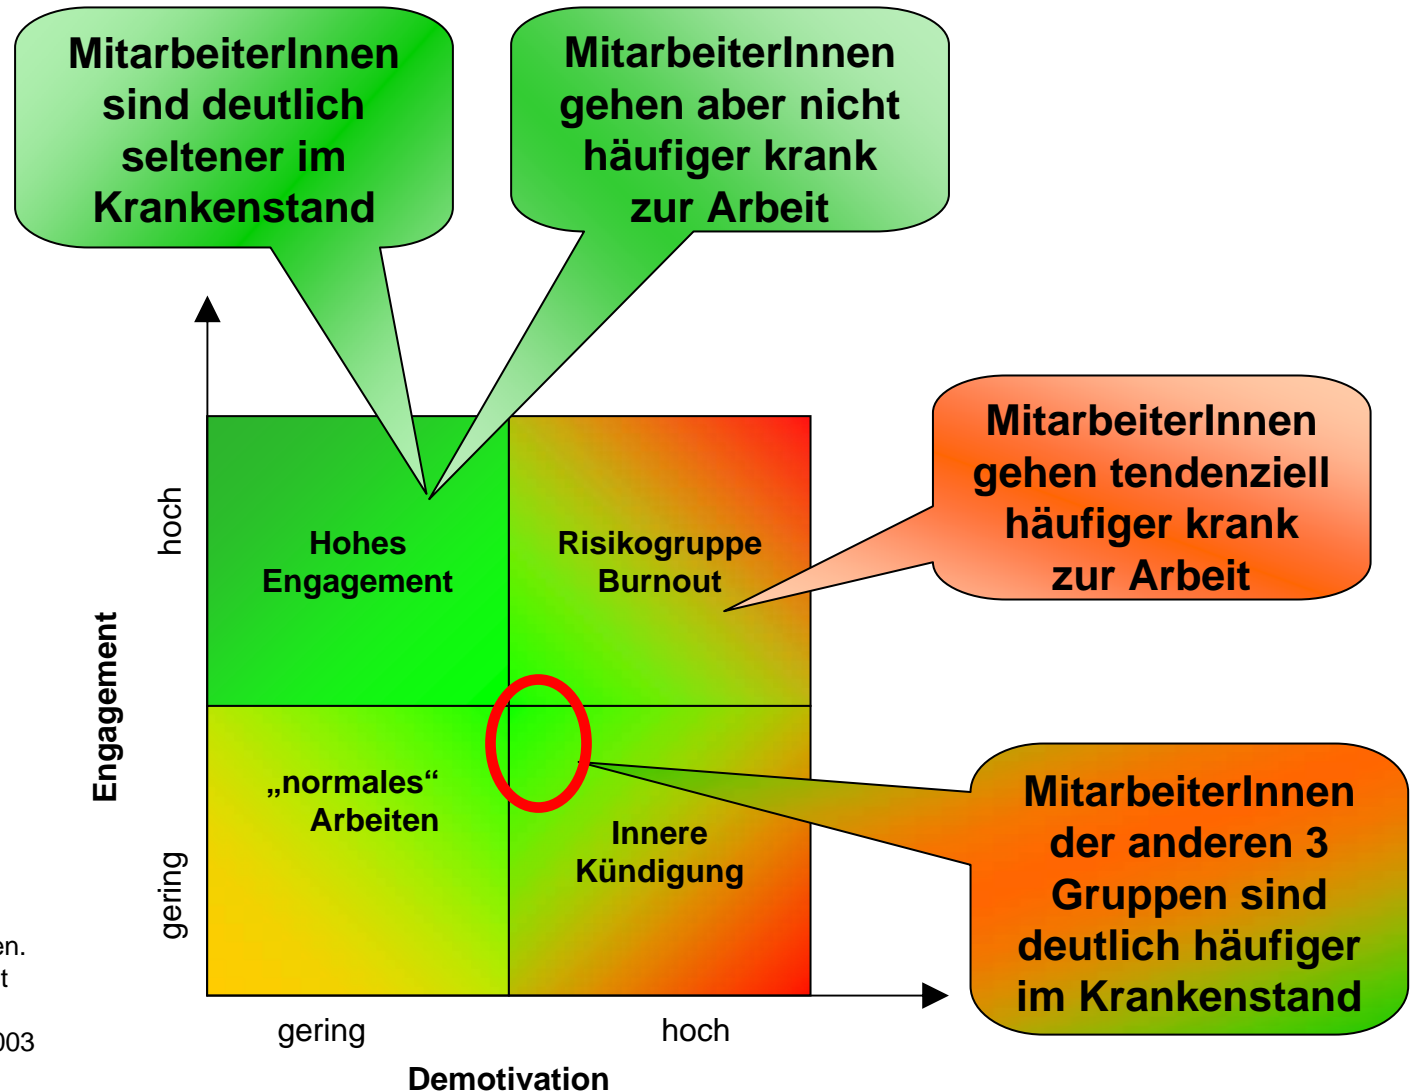 MitarbeiterInnen
sind deutlich
seltener im
Krankenstand
MitarbeiterInnen
gehen aber nicht
häufiger krank
zur Arbeit
MitarbeiterInnen
gehen tendenziell
häufiger krank
zur Arbeit
hoch
Hohes
Engagement
Risikogruppe
Burnout
Engagement
„normales“
Arbeiten
Innere
Kündigung
MitarbeiterInnen
der anderen 3
Gruppen sind
deutlich häufiger
im Krankenstand
gering
en.
t
003
gering
hoch
Demotivation